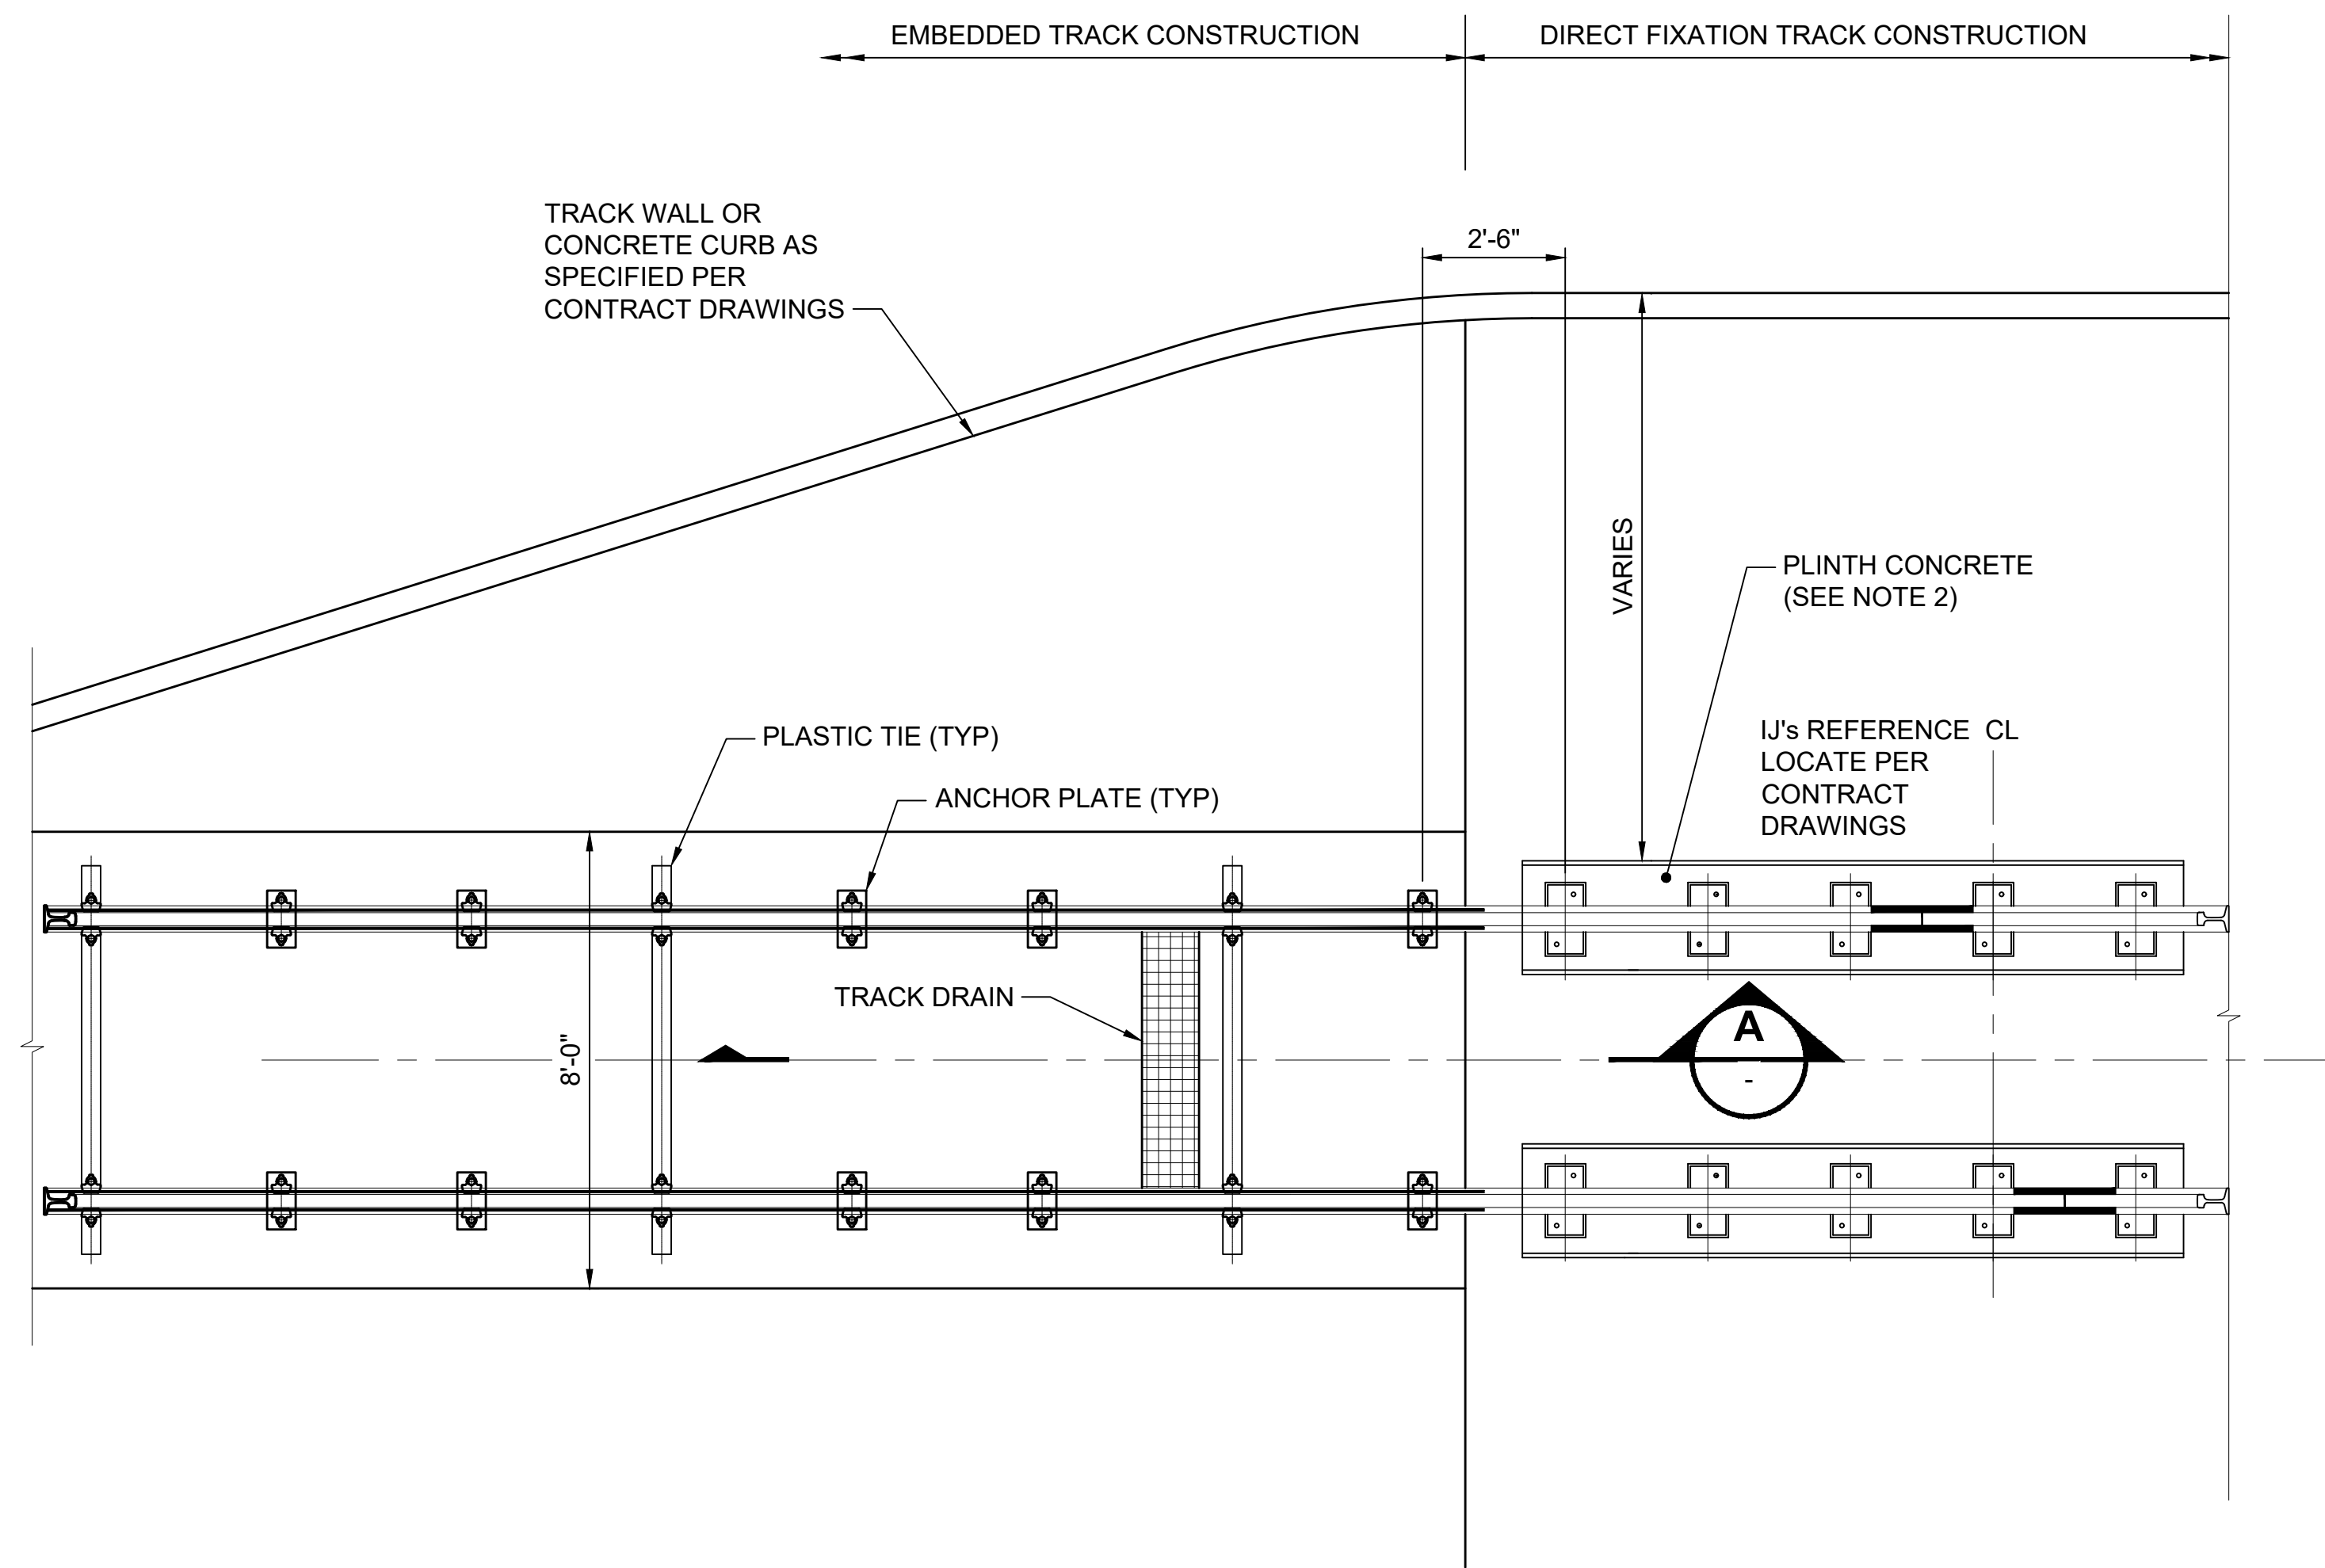 EMBEDDED TRACK CONSTRUCTION
DIRECT FIXATION TRACK CONSTRUCTION
TRACK WALL OR
CONCRETE CURB AS
SPECIFIED PER
CONTRACT DRAWINGS
2'-6"
VARIES
PLINTH CONCRETE
(SEE NOTE 2)
IJ's REFERENCE CL
LOCATE PER
CONTRACT
DRAWINGS
PLASTIC TIE (TYP)
ANCHOR PLATE (TYP)
TRACK DRAIN
8'-0"
A
-